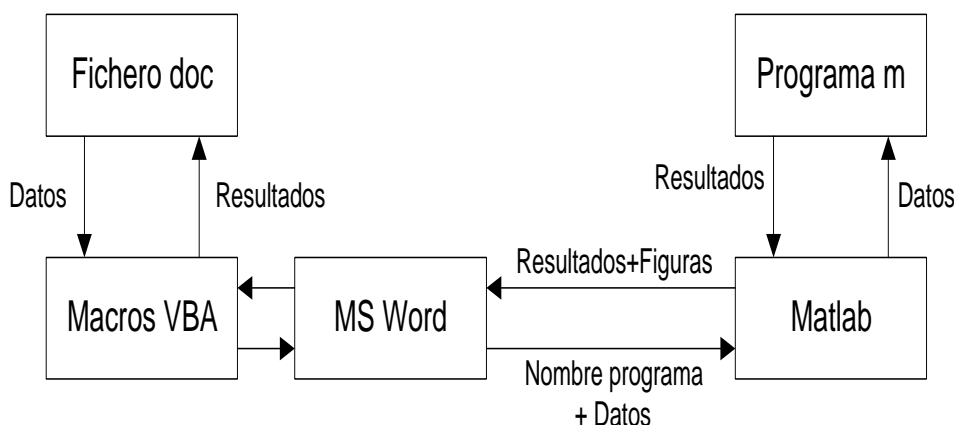 Fichero doc
Programa m
Datos
Resultados
Resultados
Datos
Resultados+Figuras
Macros VBA
MS Word
Matlab
Nombre programa
+ Datos